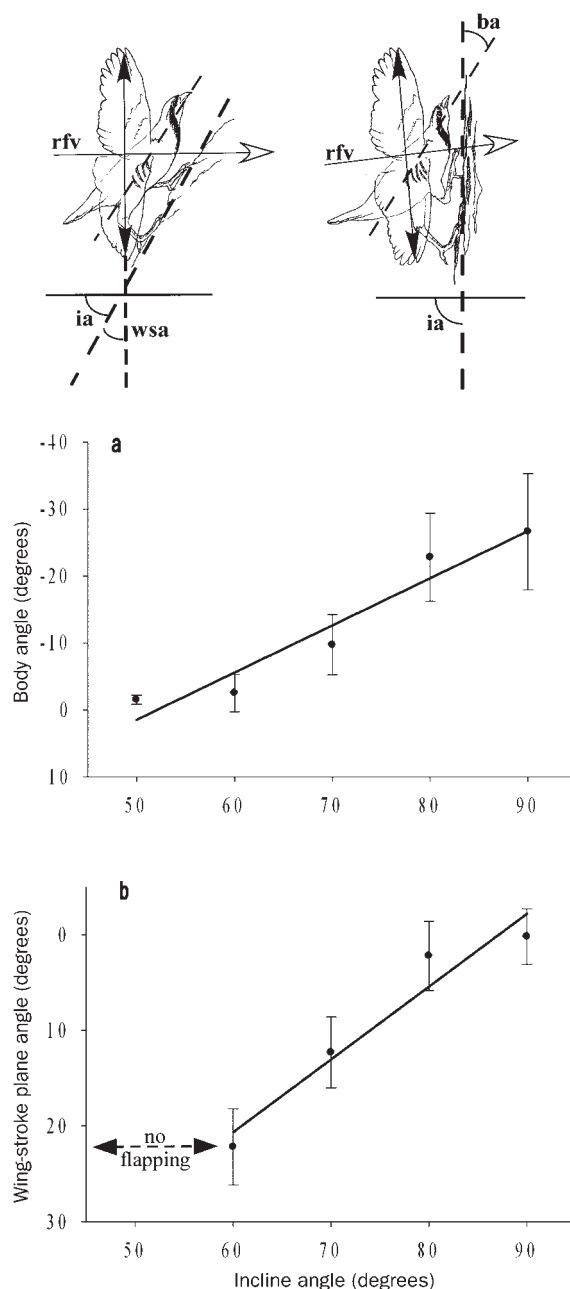 ba
rfv
rfv
ia
wsa
ia
a
-40
-30
-20
-10
0
10
Body angle (degrees)
50 60 70 80 90
b
0
10
20
30
Wing-stroke plane angle (degrees)
no
flapping
50 60 70 80 90
Incline angle (degrees)